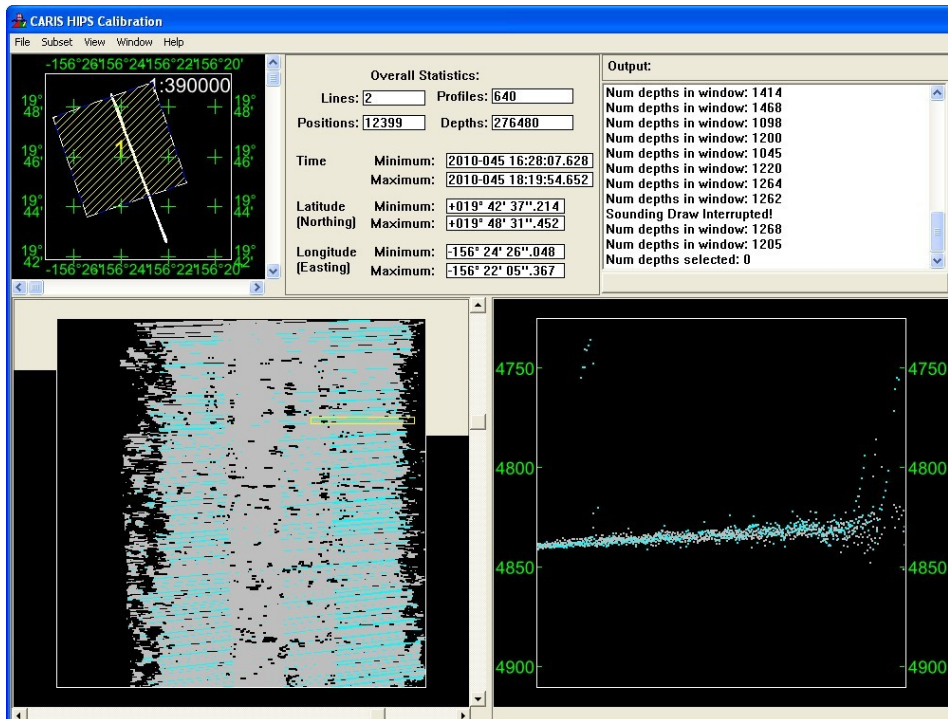 CARIS HIPS Calibration
File Subset View Window Help
-156°26'156°24'156°22'156°20'
1:390000
19° 48' 19° 48'
19° 46' 19° 46'
19° 44' 19° 44'
19° 42' 19° 42'
1
-156°26'156°24'156°22'156°20'
Overall Statistics:
Lines: 2 Profiles: 640
Positions: 12399 Depths: 276480
Time Minimum: 2010-045 16:28:07.628
Maximum: 2010-045 18:19:54.652
Latitude (Northing) Minimum: +019° 42' 37".214
Maximum: +019° 48' 31".452
Longitude (Easting) Minimum: -156° 24' 26".048
Maximum: -156° 22' 05".367
Output:
Num depths in window: 1414
Num depths in window: 1468
Num depths in window: 1098
Num depths in window: 1200
Num depths in window: 1045
Num depths in window: 1220
Num depths in window: 1264
Num depths in window: 1262
Sounding Draw Interrupted!
Num depths in window: 1268
Num depths in window: 1205
Num depths selected: 0
4750 4750
4800 4800
4850 4850
4900 4900